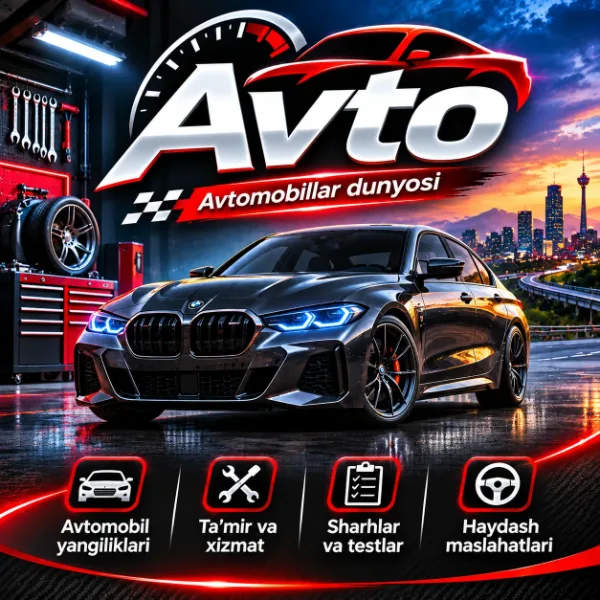 Avto
Avtomobillar dunyosi
Avtomobil
yangiliklari
Ta'mir va
xizmat
Sharhlar
va testlar
Haydash
maslahatlari